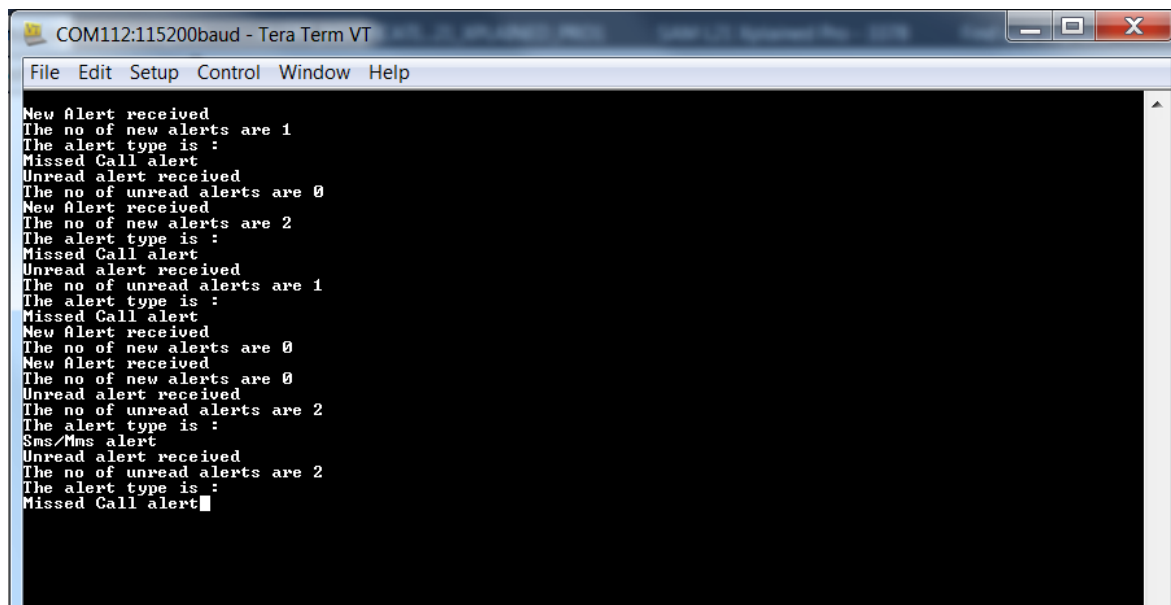 COM112:115200baud - Tera Term VT
File Edit Setup Control Window Help
New Alert received
The no of new alerts are 1
The alert type is :
Missed Call alert
Unread alert received
The no of unread alerts are 0
New Alert received
The no of new alerts are 2
The alert type is :
Missed Call alert
Unread alert received
The no of unread alerts are 1
The alert type is :
Missed Call alert
New Alert received
The no of new alerts are 0
New Alert received
The no of new alerts are 0
Unread alert received
The no of unread alerts are 2
The alert type is :
Sms/Mms alert
Unread alert received
The no of unread alerts are 2
The alert type is :
Missed Call alert